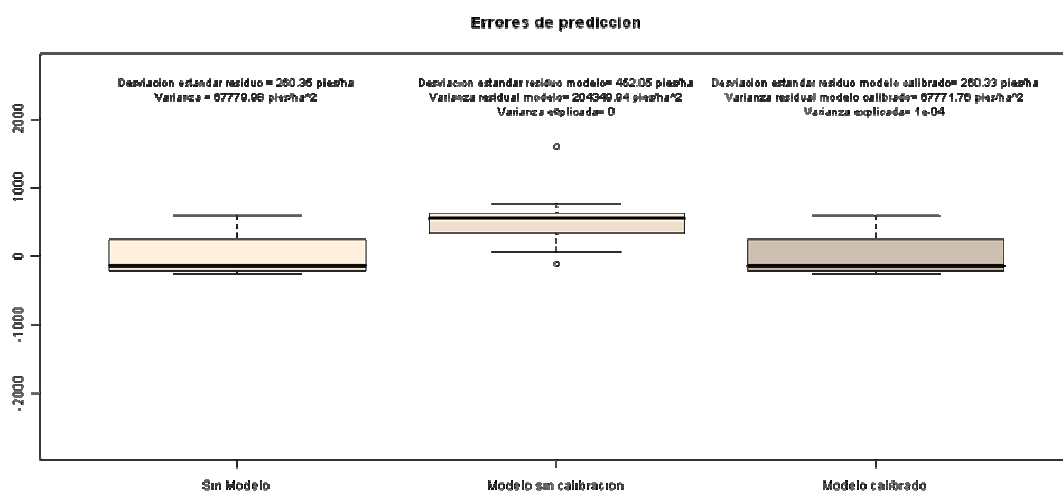 Errores de prediccion
Desviacion estandar residuo = 260.35 pies/ha
Varianza = 67779.98 pies/ha^2
Desviacion estandar residuo modelo= 452.05 pies/ha
Varianza residual modelo= 204349.94 pies/ha^2
Varianza explicada= 0
Desviacion estandar residuo modelo calibrado= 260.33 pies/ha
Varianza residual modelo calibrado= 67771.76 pies/ha^2
Varianza explicada= 1e-04
2000
1000
0
-1000
-2000
Sin Modelo
Modelo sin calibracion
Modelo calibrado